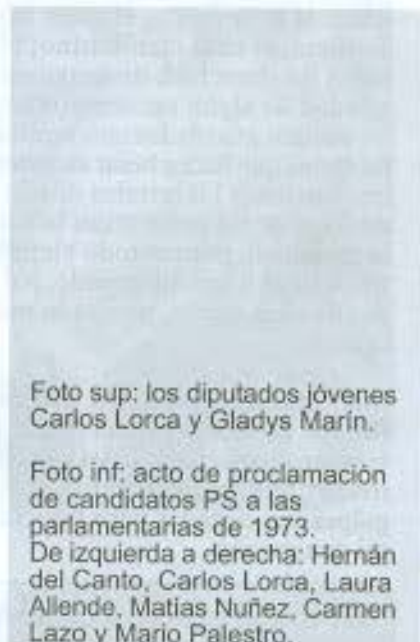 Foto sup: los diputados jóvenes
Carlos Lorca y Gladys Marín.
Foto inf: acto de proclamación
de candidatos PS a las
parlamentarias de 1973.
De izquierda a derecha: Hernán
del Canto, Carlos Lorca, Laura
Allende, Matias Nuñez, Carmen
Lazo y Mario Palestro.